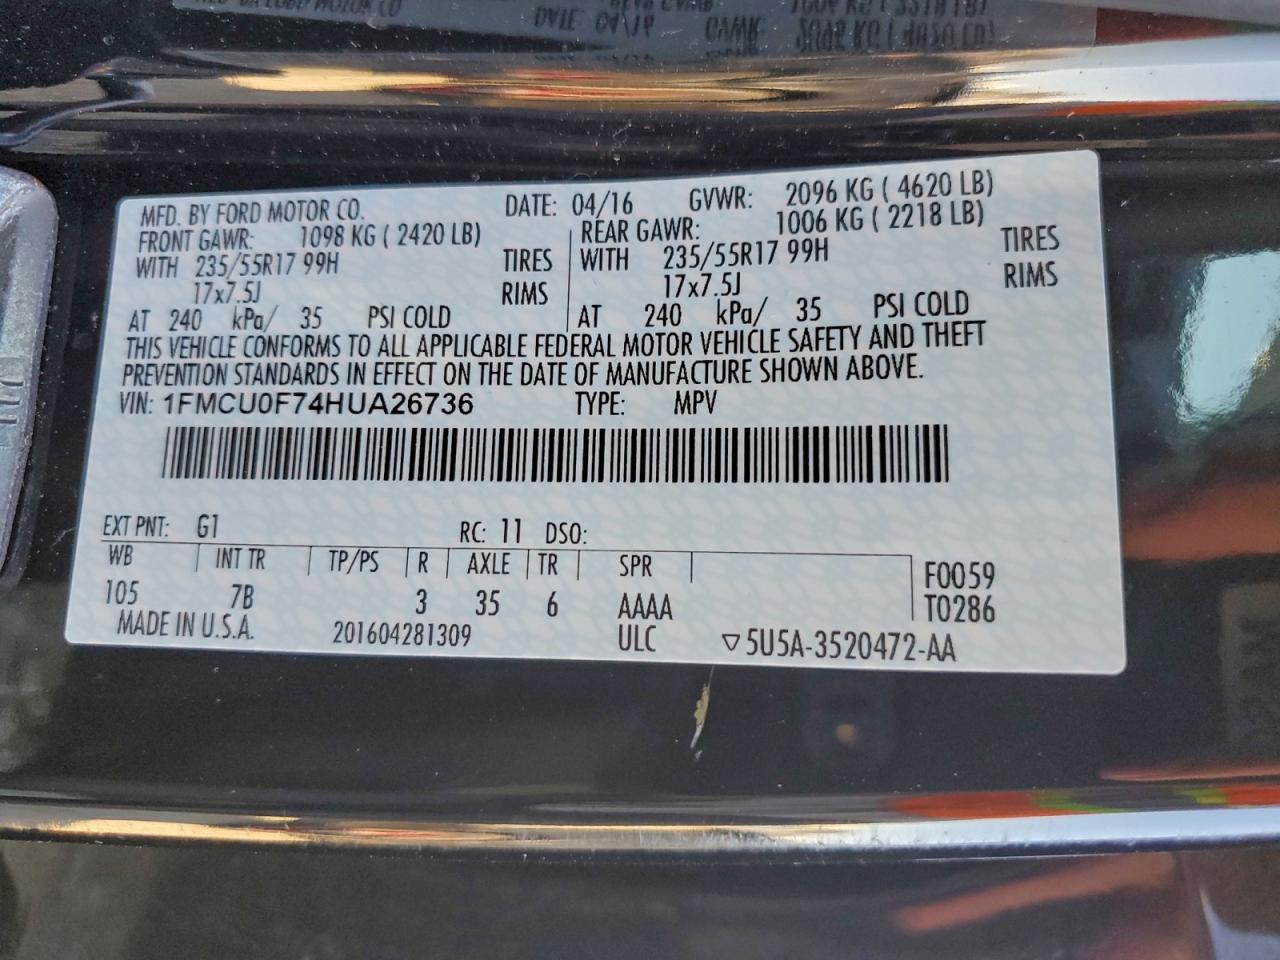 MFD. BY FORD MOTOR CO. DATE: 04/16 GVWR: 2096 KG ( 4620 LB)
FRONT GAWR: 1098 KG ( 2420 LB) REAR GAWR: 1006 KG ( 2218 LB)
WITH 235/55R17 99H TIRES WITH 235/55R17 99H TIRES
17x7.5J RIMS 17x7.5J RIMS
AT 240 kPa/ 35 PSI COLD AT 240 kPa/ 35 PSI COLD
THIS VEHICLE CONFORMS TO ALL APPLICABLE FEDERAL MOTOR VEHICLE SAFETY AND THEFT
PREVENTION STANDARDS IN EFFECT ON THE DATE OF MANUFACTURE SHOWN ABOVE.
VIN: 1FMCU0F74HUA26736 TYPE: MPV
EXT PNT: G1 RC: 11 DSO:
WB INT TR TP/PS R AXLE TR SPR F0059
105 7B 3 35 6 AAAA T0286
MADE IN U.S.A. 201604281309 ULC ▽5U5A-3520472-AA